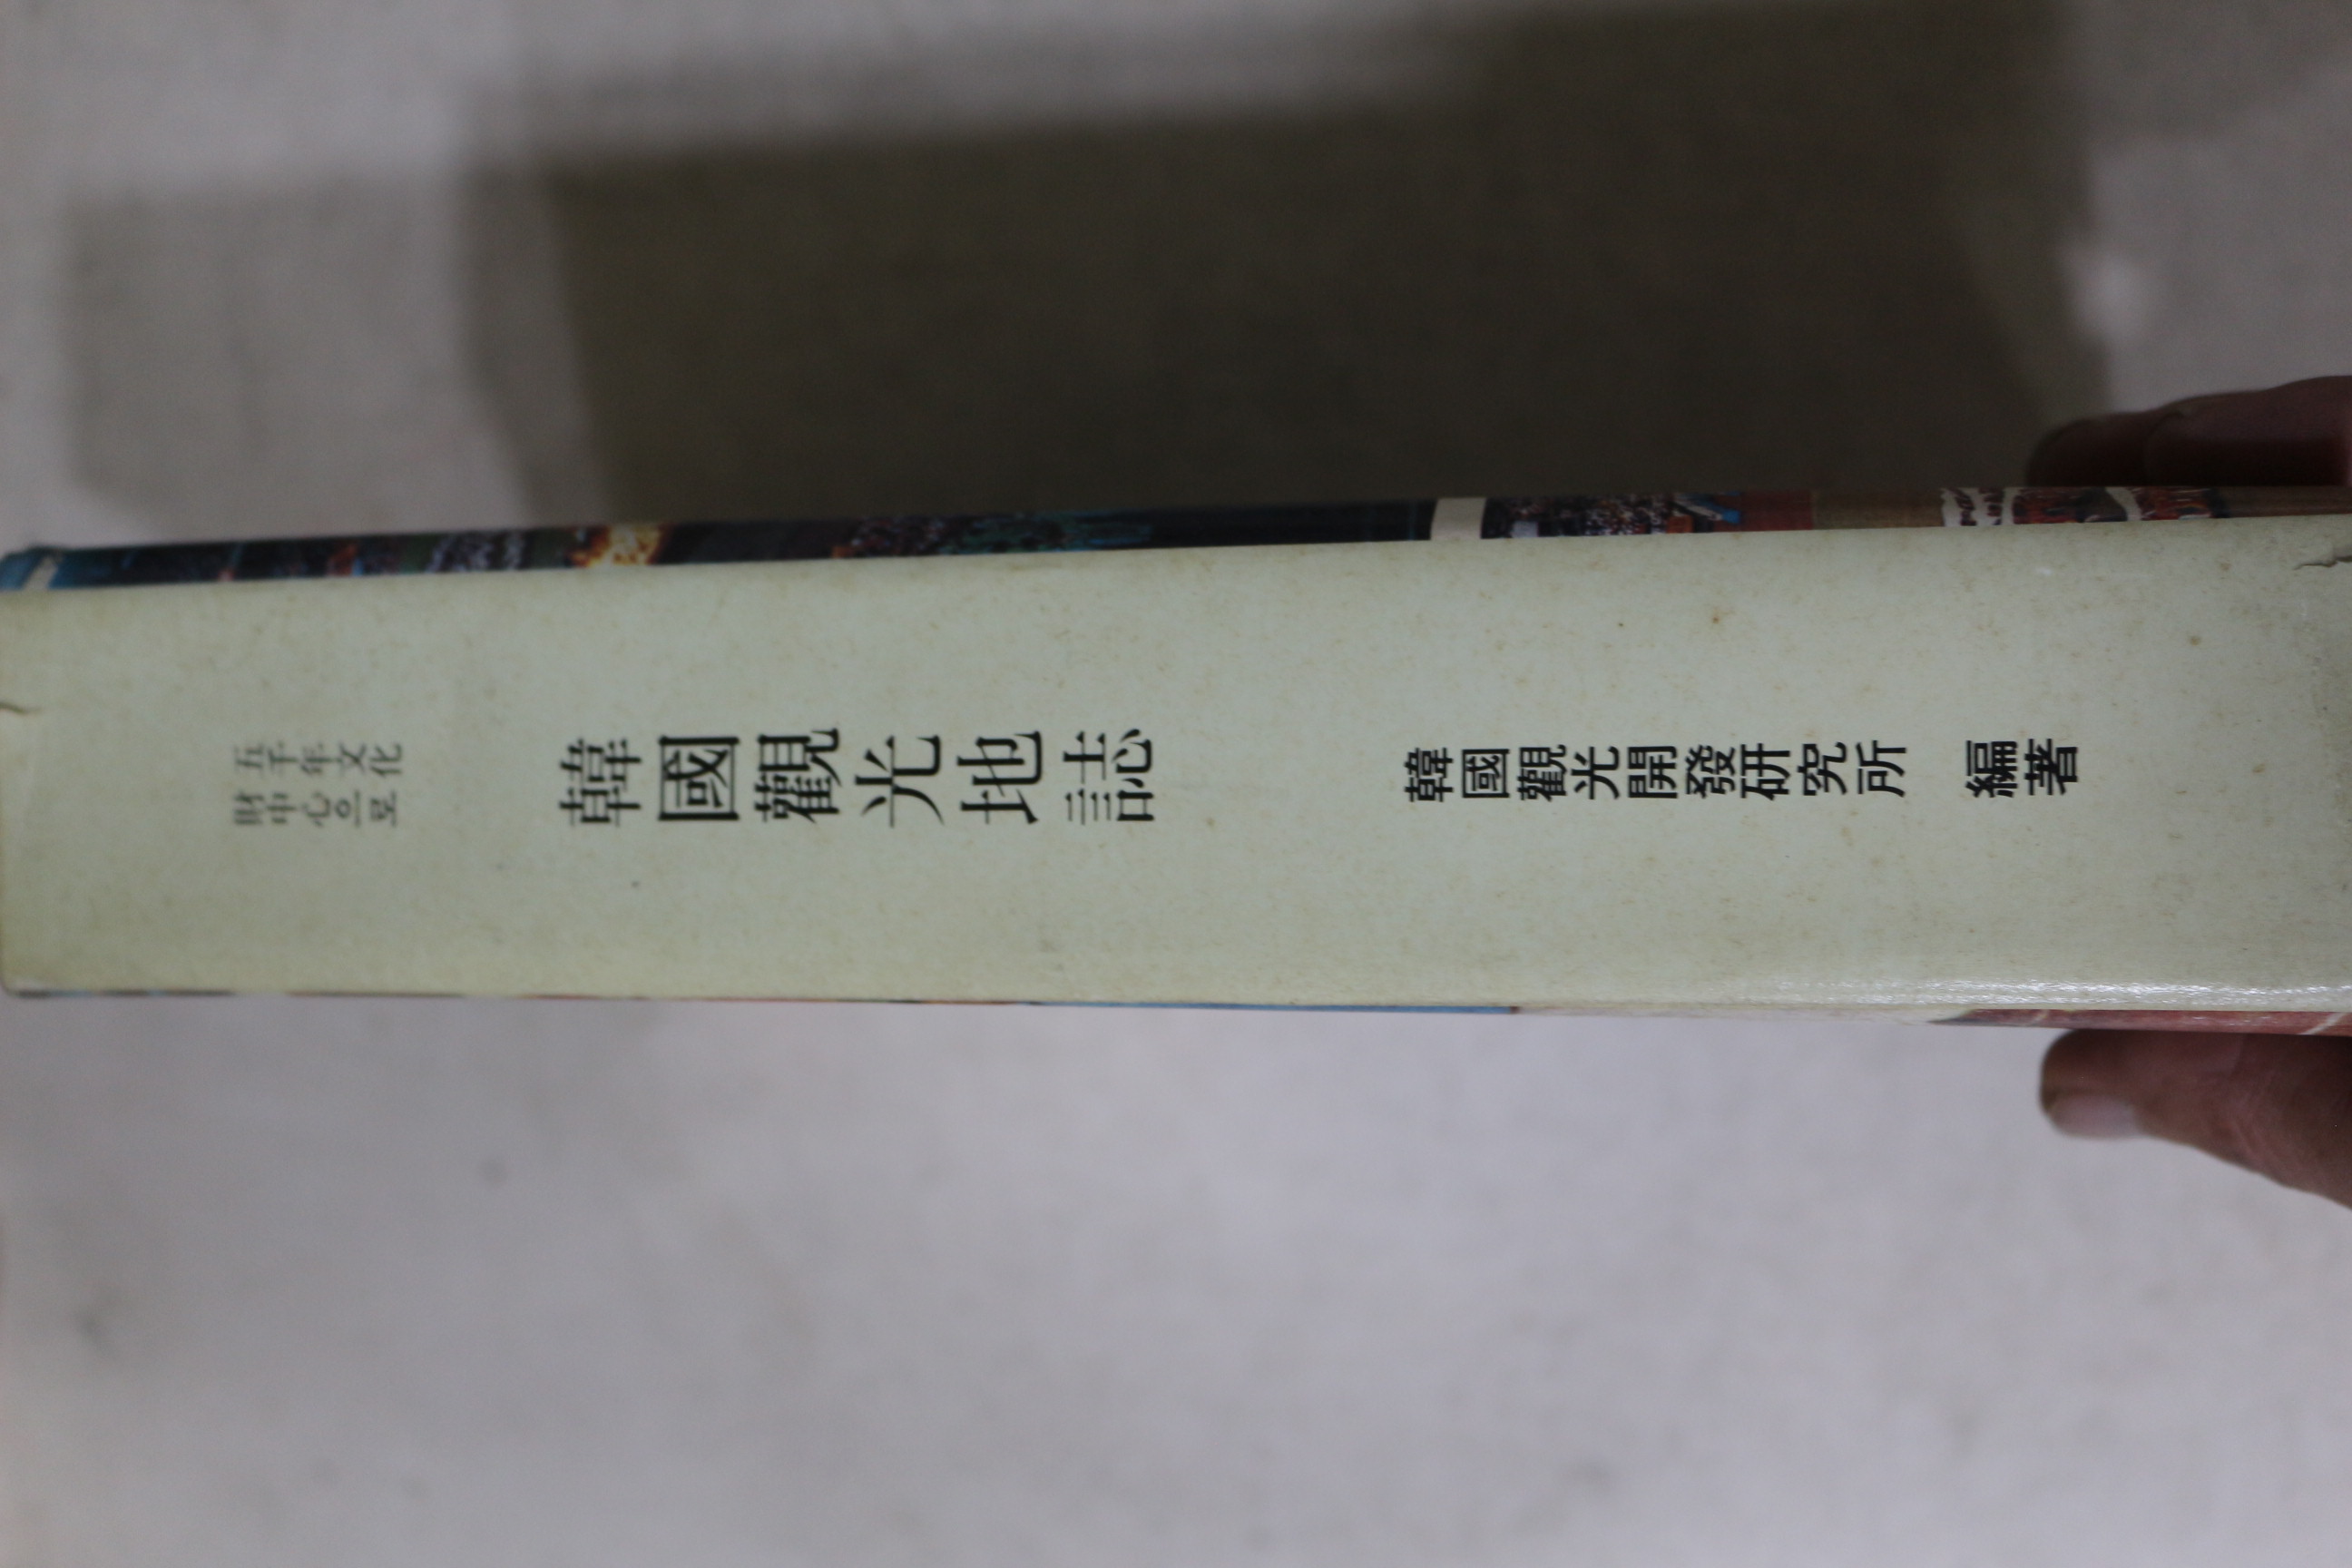 五千年文化
財中心으로
韓國觀光地誌
韓國觀光開發研究所 編著